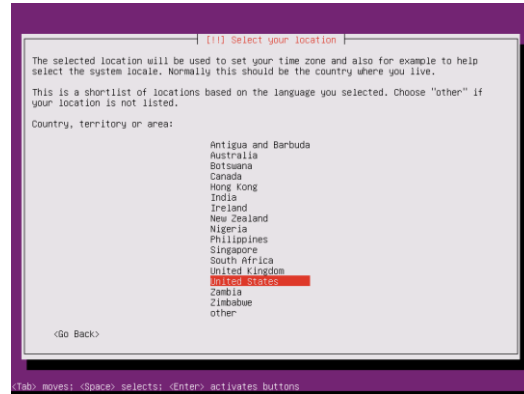 [!!] Select your location
The selected location will be used to set your time zone and also for example to help
select the system locale. Normally this should be the country where you live.
This is a shortlist of locations based on the language you selected. Choose "other" if
your location is not listed.
Country, territory or area:
Antigua and Barbuda
Australia
Botswana
Canada
Hong Kong
India
Ireland
New Zealand
Nigeria
Philippines
Singapore
South Africa
United Kingdom
United States
Zambia
Zimbabwe
other
<Go Back>
<Tab> moves; <Space> selects; <Enter> activates buttons